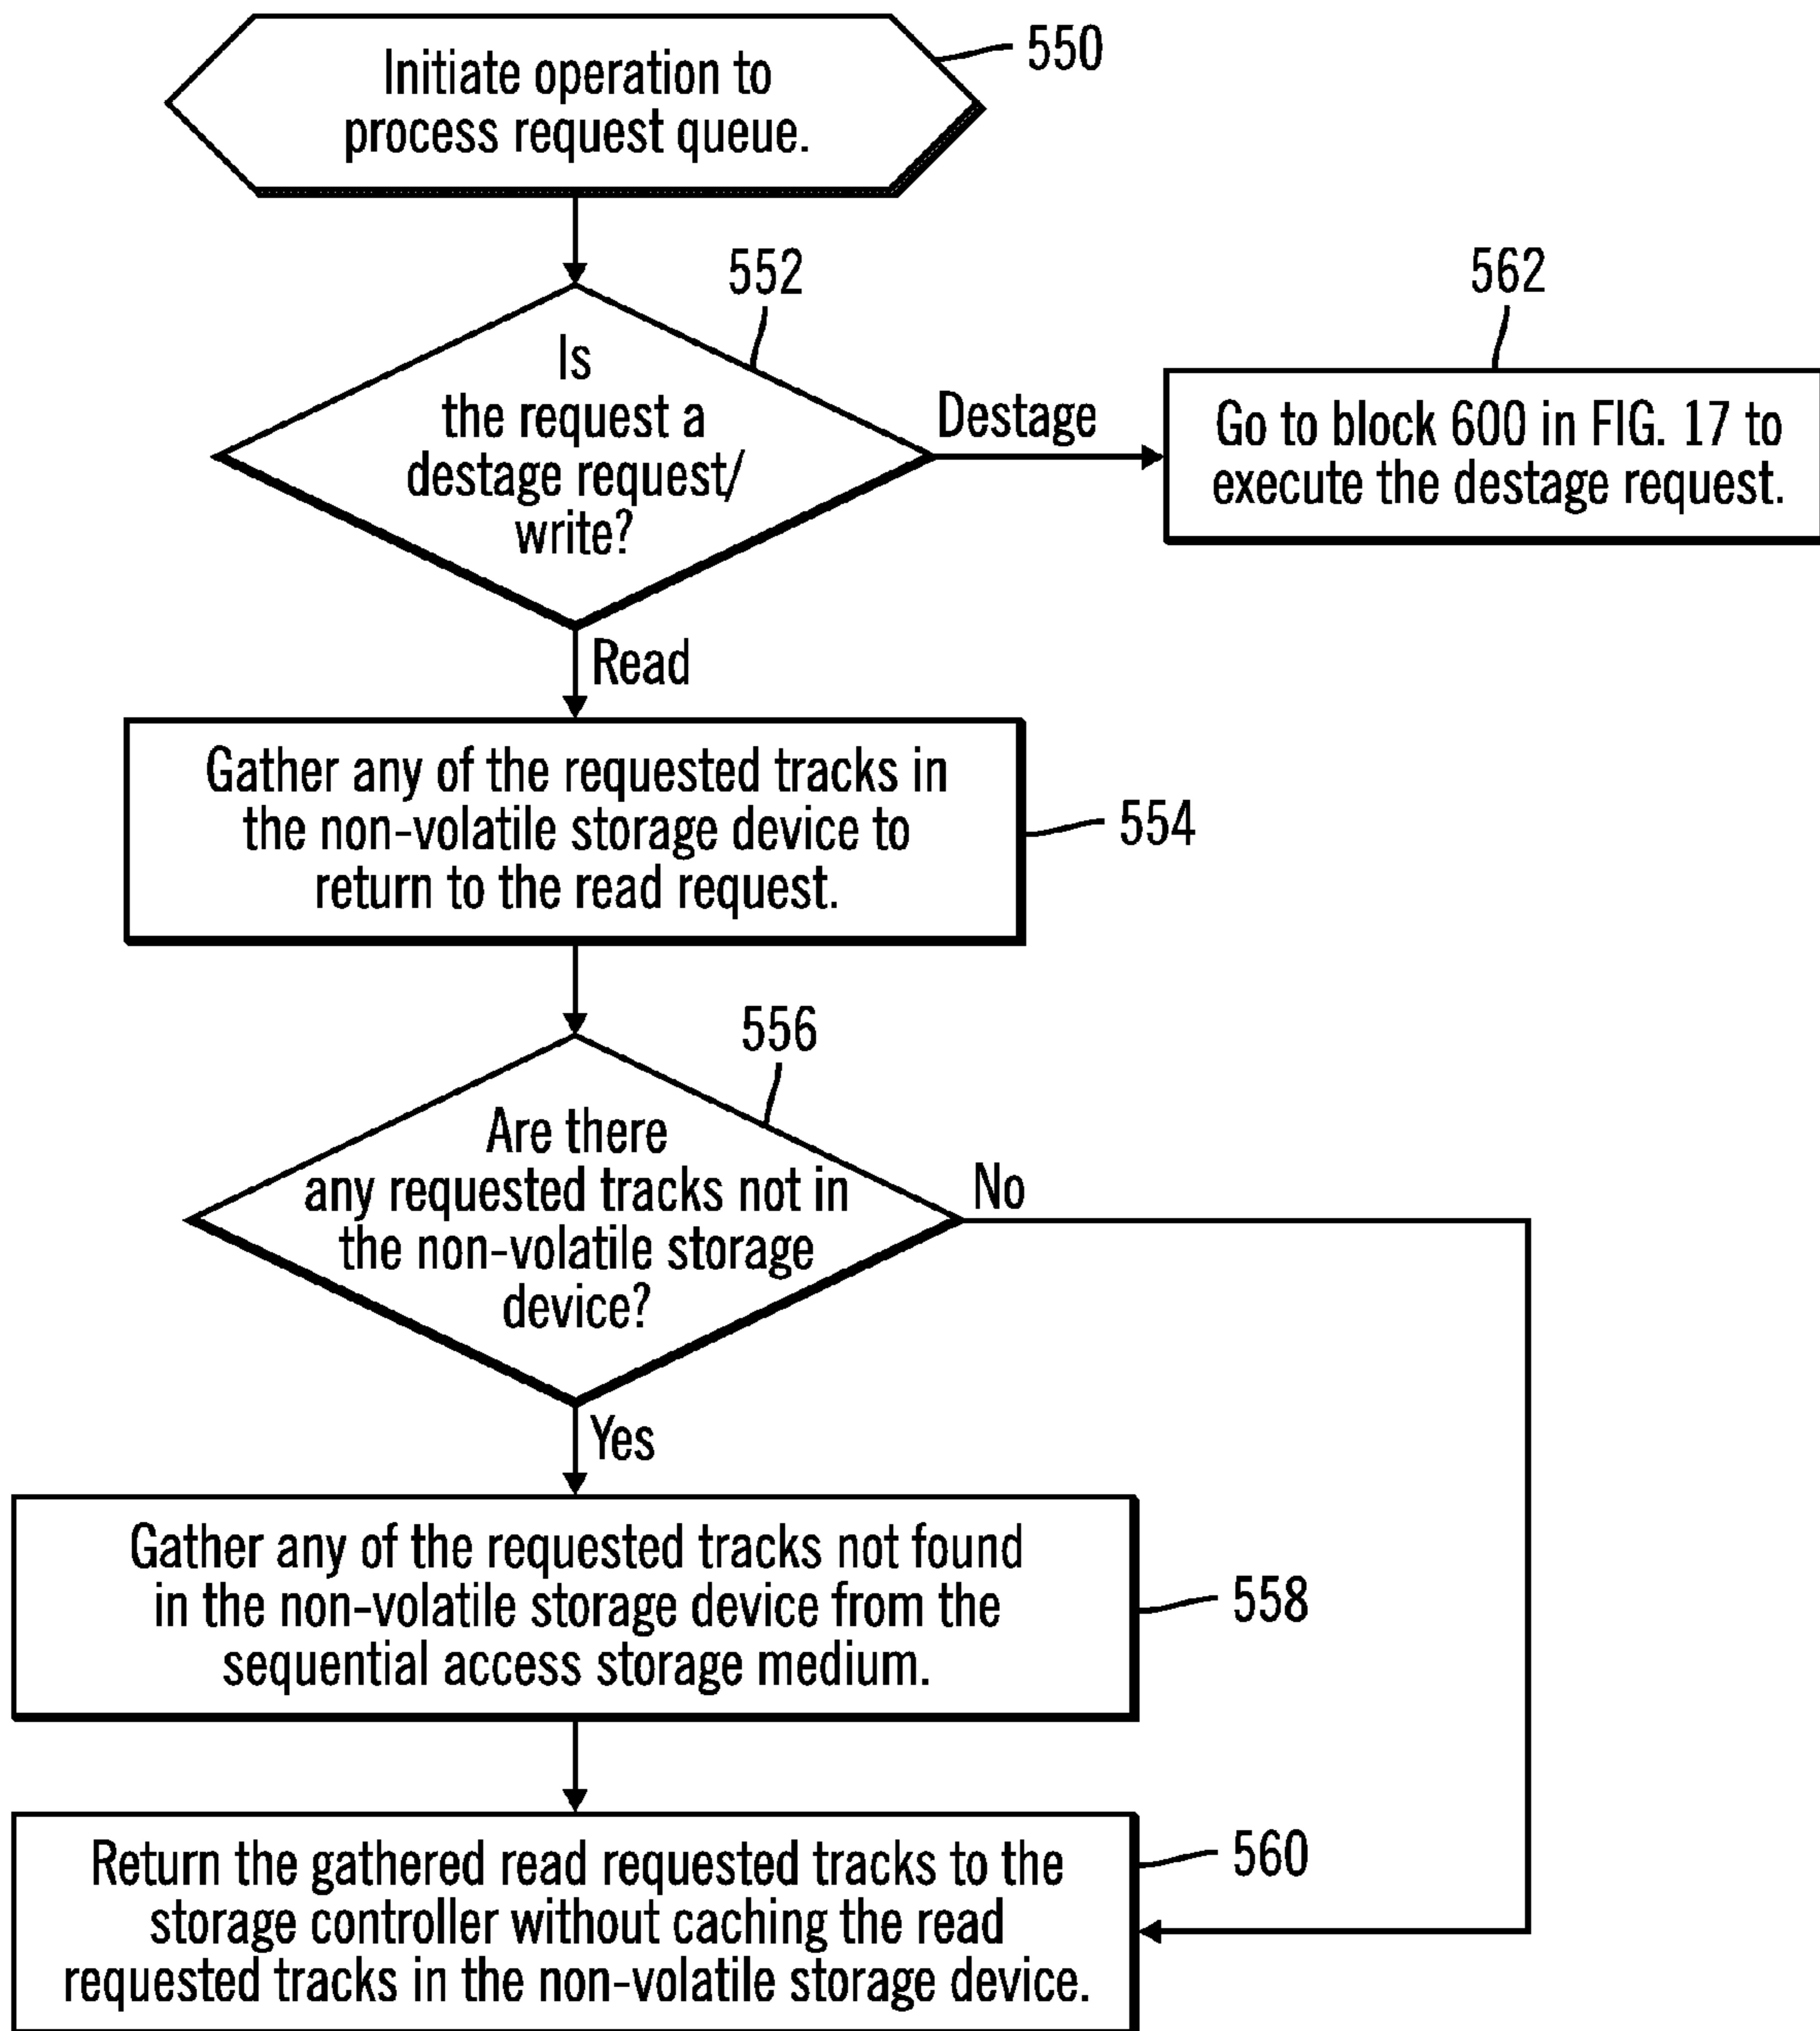 Initiate operation to
process request queue.
550
552
Is
the request a
destage request/
write?
Destage
562
Go to block 600 in FIG. 17 to
execute the destage request.
Read
Gather any of the requested tracks in
the non-volatile storage device to
return to the read request.
554
556
Are there
any requested tracks not in
the non-volatile storage
device?
No
Yes
Gather any of the requested tracks not found
in the non-volatile storage device from the
sequential access storage medium.
558
Return the gathered read requested tracks to the
storage controller without caching the read
requested tracks in the non-volatile storage device.
560